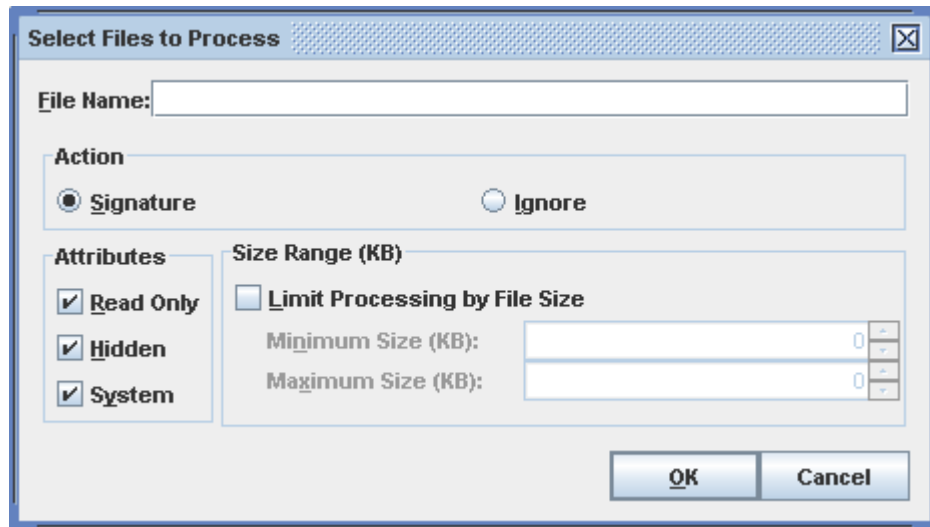 Select Files to Process
File Name:
Action
Signature
Ignore
Attributes
Read Only
Hidden
System
Size Range (KB)
Limit Processing by File Size
Minimum Size (KB): 0
Maximum Size (KB): 0
OK
Cancel